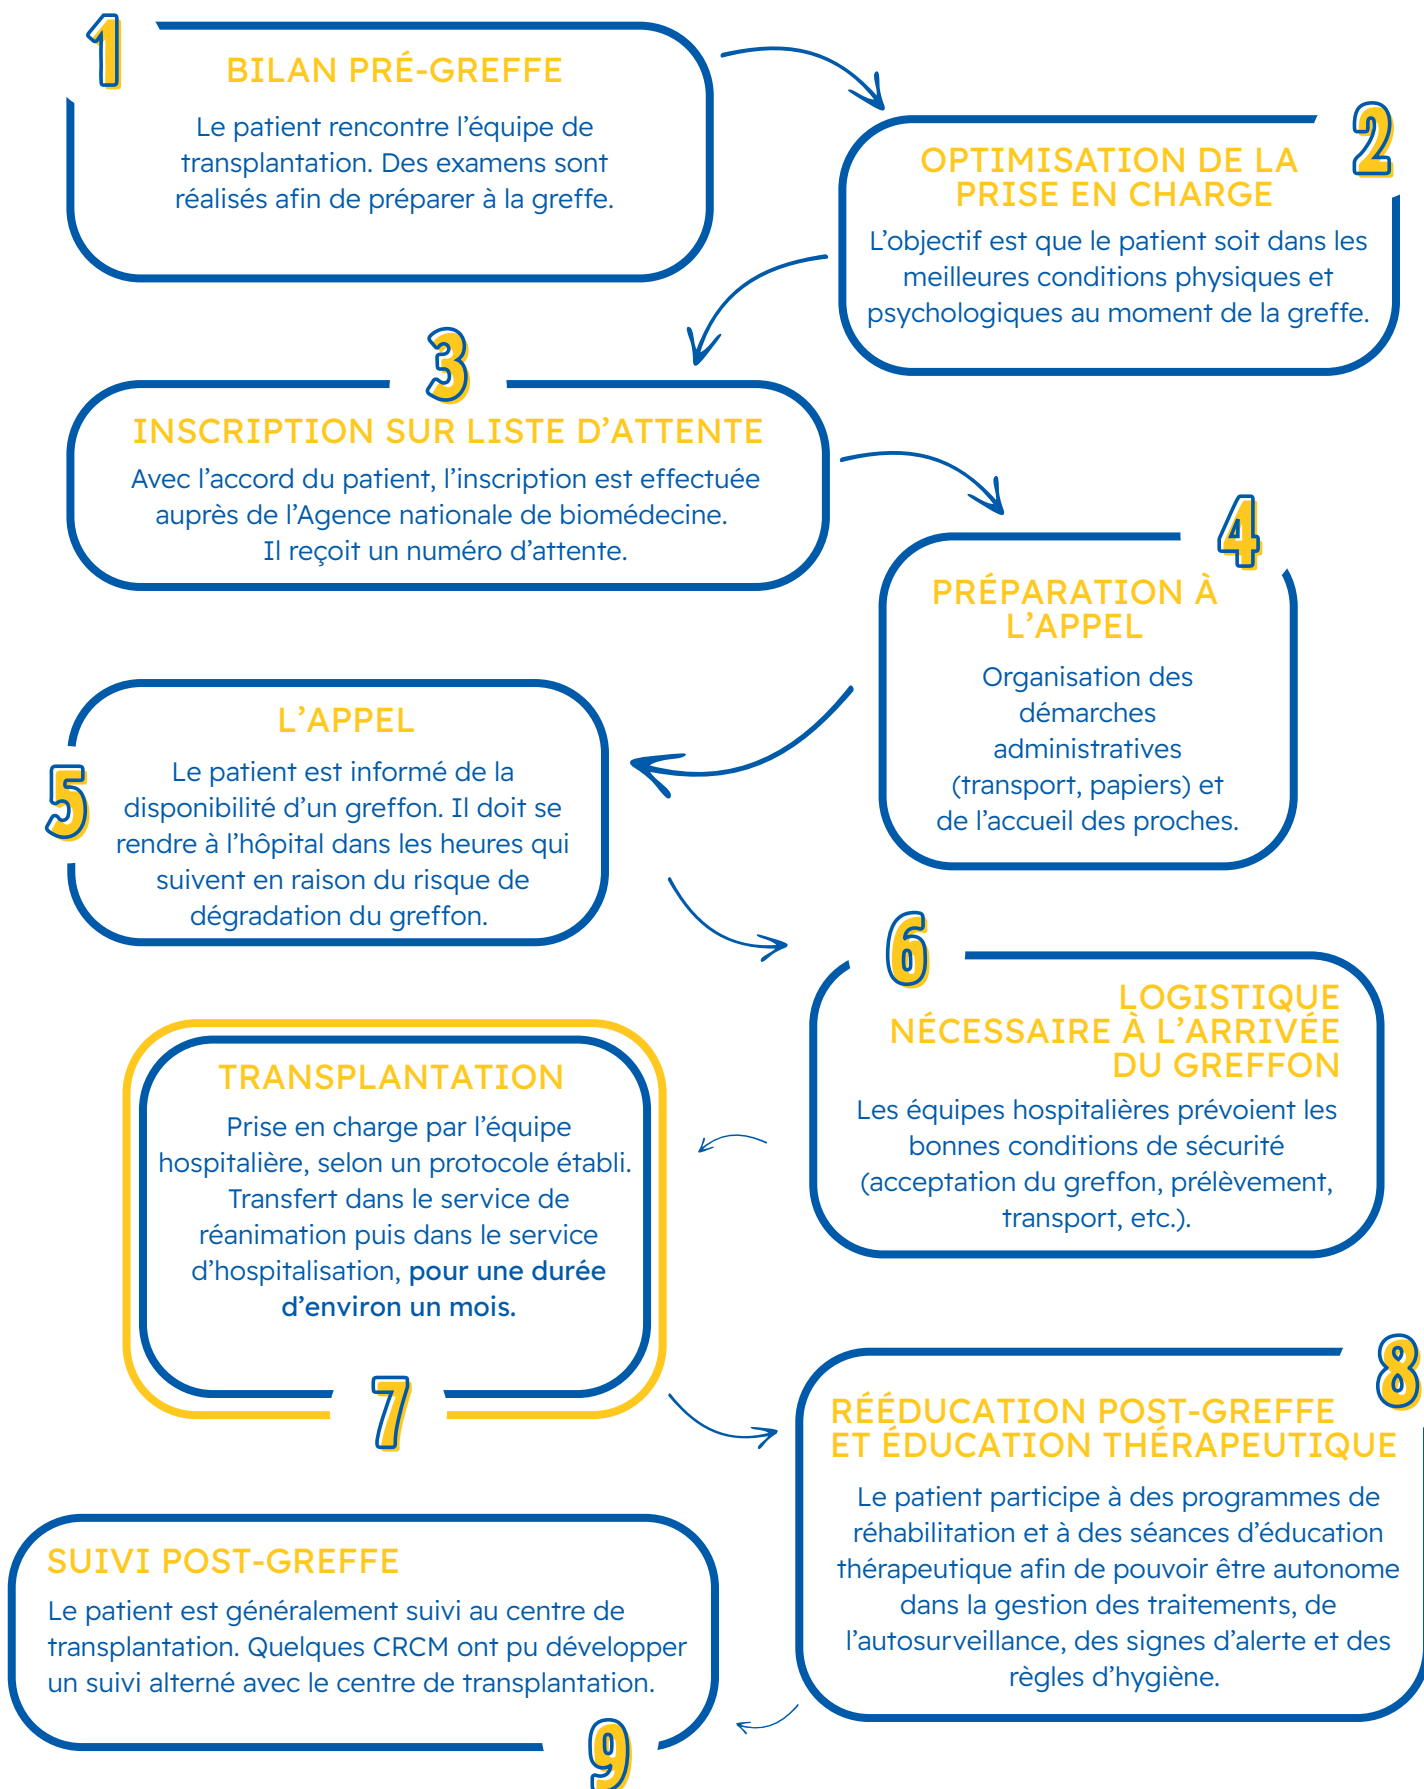 1
BILAN PRÉ-GREFFE
Le patient rencontre l’équipe de
transplantation. Des examens sont
réalisés afin de préparer à la greffe.
2
OPTIMISATION DE LA
PRISE EN CHARGE
L’objectif est que le patient soit dans les
meilleures conditions physiques et
psychologiques au moment de la greffe.
3
INSCRIPTION SUR LISTE D’ATTENTE
Avec l’accord du patient, l’inscription est effectuée
auprès de l’Agence nationale de biomédecine.
Il reçoit un numéro d’attente.
4
PRÉPARATION À
L’APPEL
Organisation des
démarches
administratives
(transport, papiers) et
de l’accueil des proches.
5
L’APPEL
Le patient est informé de la
disponibilité d’un greffon. Il doit se
rendre à l’hôpital dans les heures qui
suivent en raison du risque de
dégradation du greffon.
6
LOGISTIQUE
NÉCESSAIRE À L’ARRIVÉE
DU GREFFON
Les équipes hospitalières prévoient les
bonnes conditions de sécurité
(acceptation du greffon, prélèvement,
transport, etc.).
TRANSPLANTATION
Prise en charge par l’équipe
hospitalière, selon un protocole établi.
Transfert dans le service de
réanimation puis dans le service
d’hospitalisation, pour une durée
d’environ un mois.
7
8
RÉÉDUCATION POST-GREFFE
ET ÉDUCATION THÉRAPEUTIQUE
Le patient participe à des programmes de
réhabilitation et à des séances d’éducation
thérapeutique afin de pouvoir être autonome
dans la gestion des traitements, de
l’autosurveillance, des signes d’alerte et des
règles d’hygiène.
SUIVI POST-GREFFE
Le patient est généralement suivi au centre de
transplantation. Quelques CRCM ont pu développer
un suivi alterné avec le centre de transplantation.
9